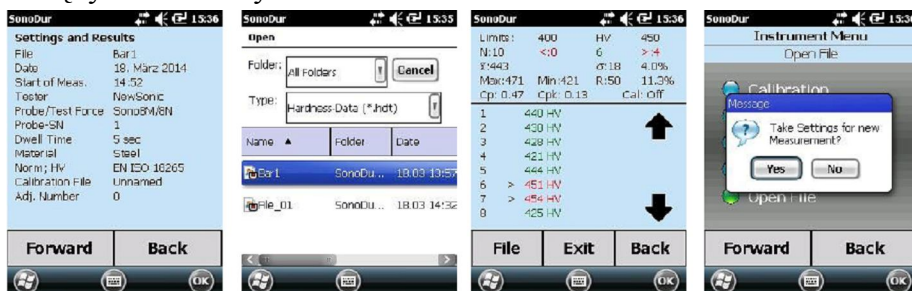 SonoDur 15:36
Settings and Results
File Bar1
Date 18. März 2014
Start of Meas. 14:52
Tester NewSonic
Probe/Test Force Sono8M/8N
Probe-SN 1
Dwell Time 5 sec
Material Steel
Norm; HV EN ISO 18265
Calibration File Unnamed
Adj. Number 0
Forward Back
OK
SonoDur 15:35
Open
Folder: All Folders Cancel
Type: Hardness-Data (*.hdt)
Name Folder Date
Bar1 SonoDu... 18.03 13:57
File_01 SonoDu... 18.03 14:32
SonoDur 15:36
Limits: 400 HV 450
N:10 <:0 6 >:4
x̄:443 σ:18 4.0%
Max:471 Min:421 R:50 11.3%
Cp: 0.47 Cpk: 0.13 Cal: Off
1 440 HV
2 430 HV
3 428 HV
4 421 HV
5 444 HV
6 > 451 HV
7 > 454 HV
8 425 HV
File Exit Back
OK
SonoDur 15:36
Instrument Menu
Open File
Calibration
Message
Take Settings for new
Measurement?
Yes No
Open File
Forward Back
OK